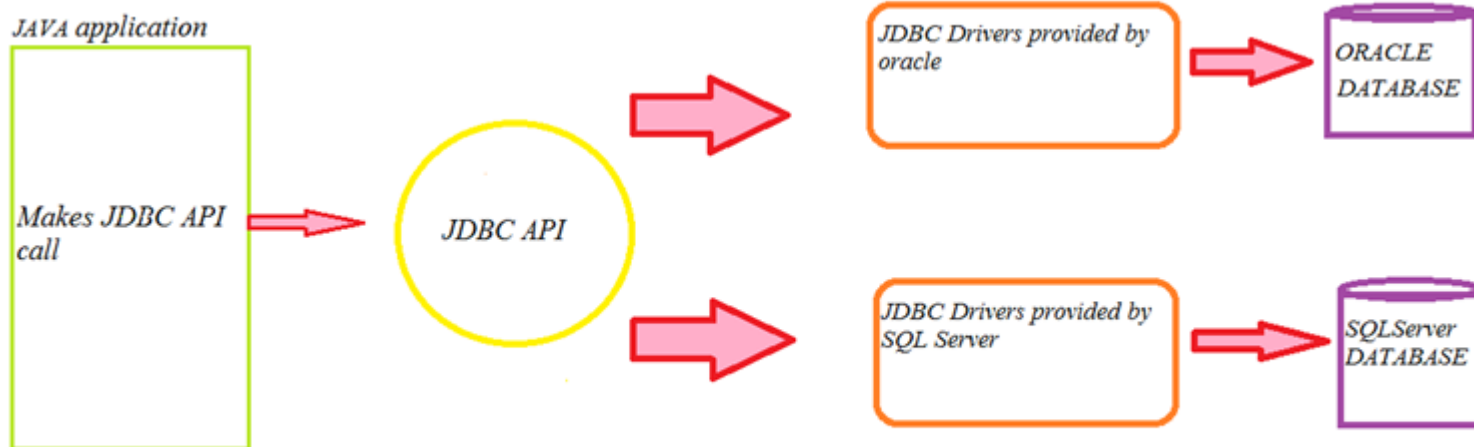 JAVA application
Makes JDBC API
call
JDBC API
JDBC Drivers provided by
oracle
ORACLE
DATABASE
JDBC Drivers provided by
SQL Server
SQLServer
DATABASE